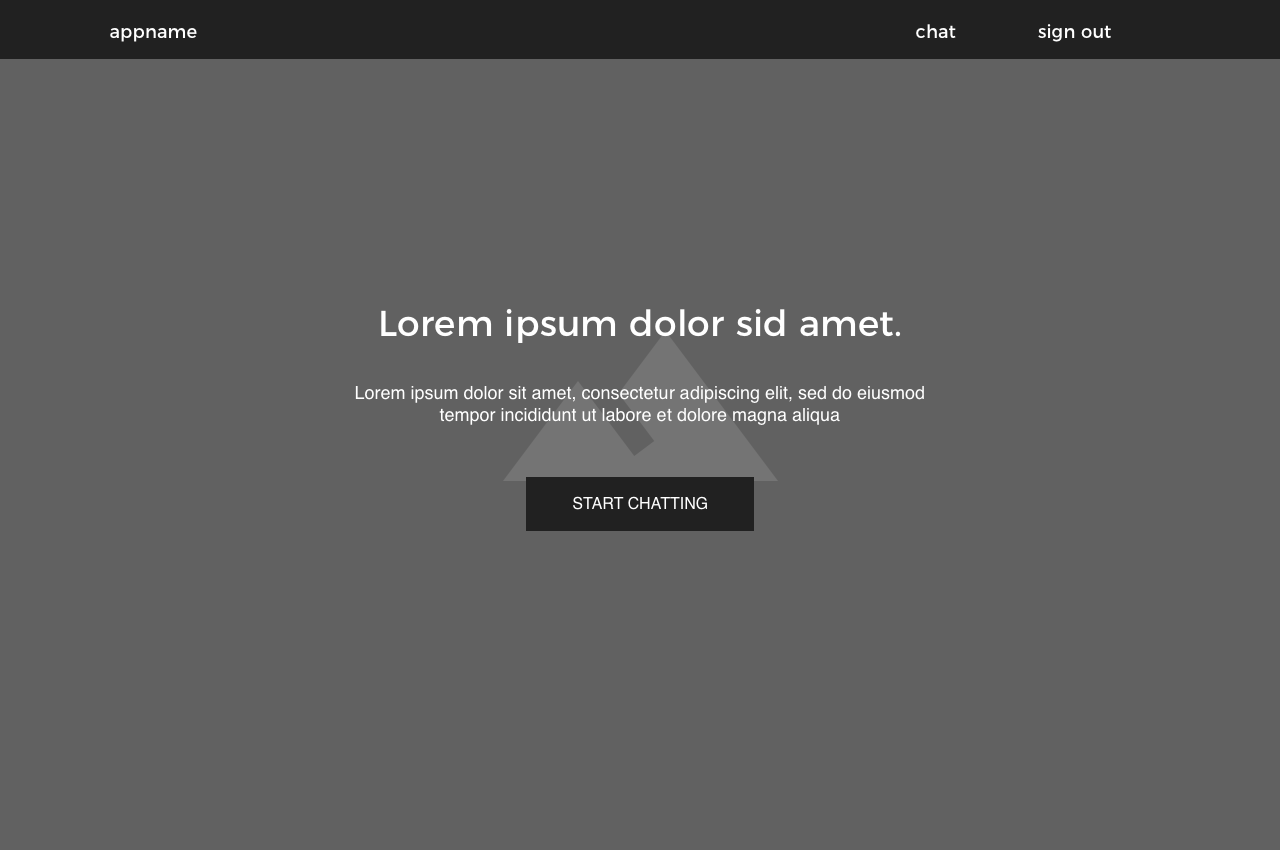 appname
chat
sign out
Lorem ipsum dolor sid amet.
Lorem ipsum dolor sit amet, consectetur adipiscing elit, sed do eiusmod
tempor incididunt ut labore et dolore magna aliqua
START CHATTING